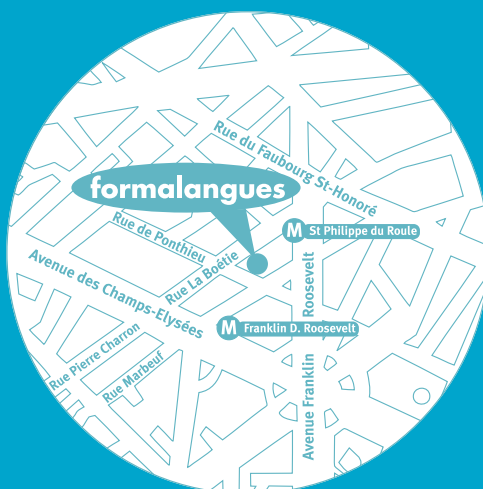 Rue du Faubourg St-Honoré
formalangues
Rue de Ponthieu
M St Philippe du Roule
Rue La Boétie
Avenue des Champs-Elysées
M Franklin D. Roosevelt
Avenue Franklin Roosevelt
Rue Pierre Charron
Rue Marbeuf